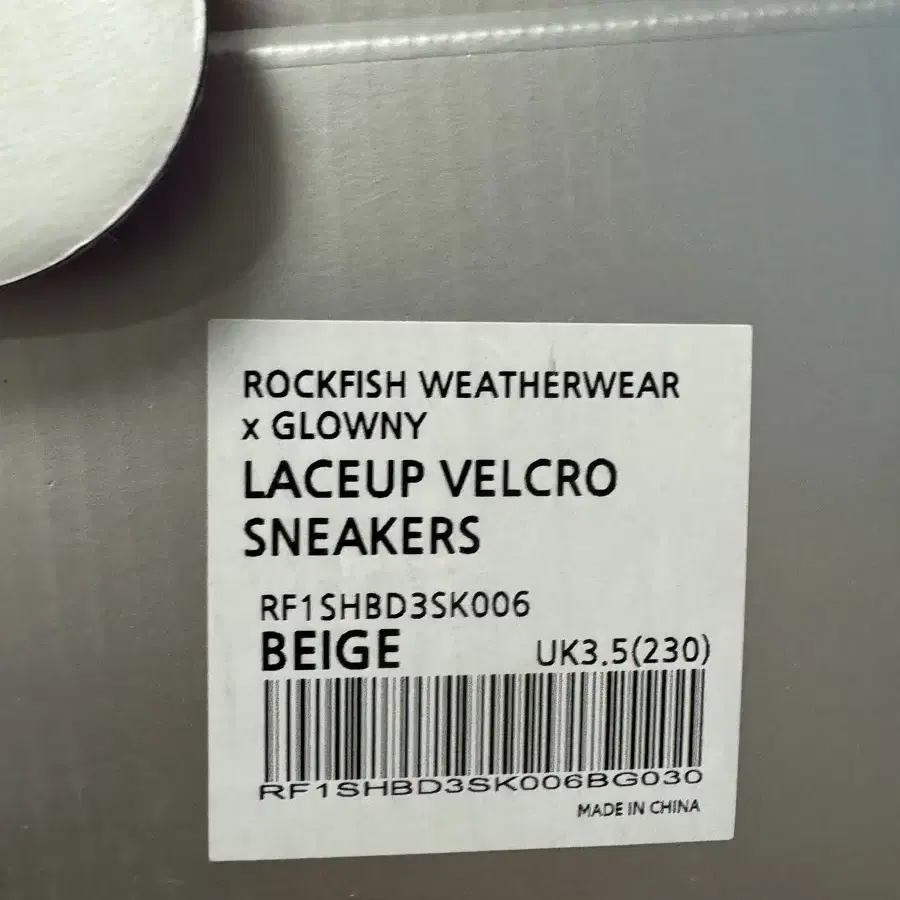 ROCKFISH WEATHERWEAR
x GLOWNY
LACEUP VELCRO
SNEAKERS
RF1SHBD3SK006
BEIGE UK3.5(230)
RF1SHBD3SK006BG030
MADE IN CHINA